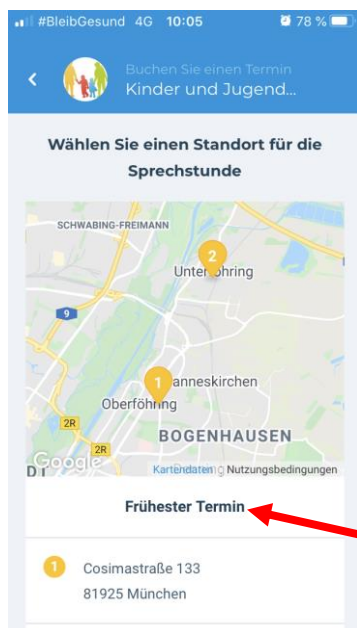 #BleibGesund 4G 10:05 78 %
Buchen Sie einen Termin
Kinder und Jugend...
Wählen Sie einen Standort für die
Sprechstunde
SCHWABING-FREIMANN
2
Unterföhring
9
1
anneskirchen
Oberföhring
2R
BOGENHAUSEN
2R
Google
Kartendaten Nutzungsbedingungen
Frühester Termin
1 Cosimastraße 133
81925 München